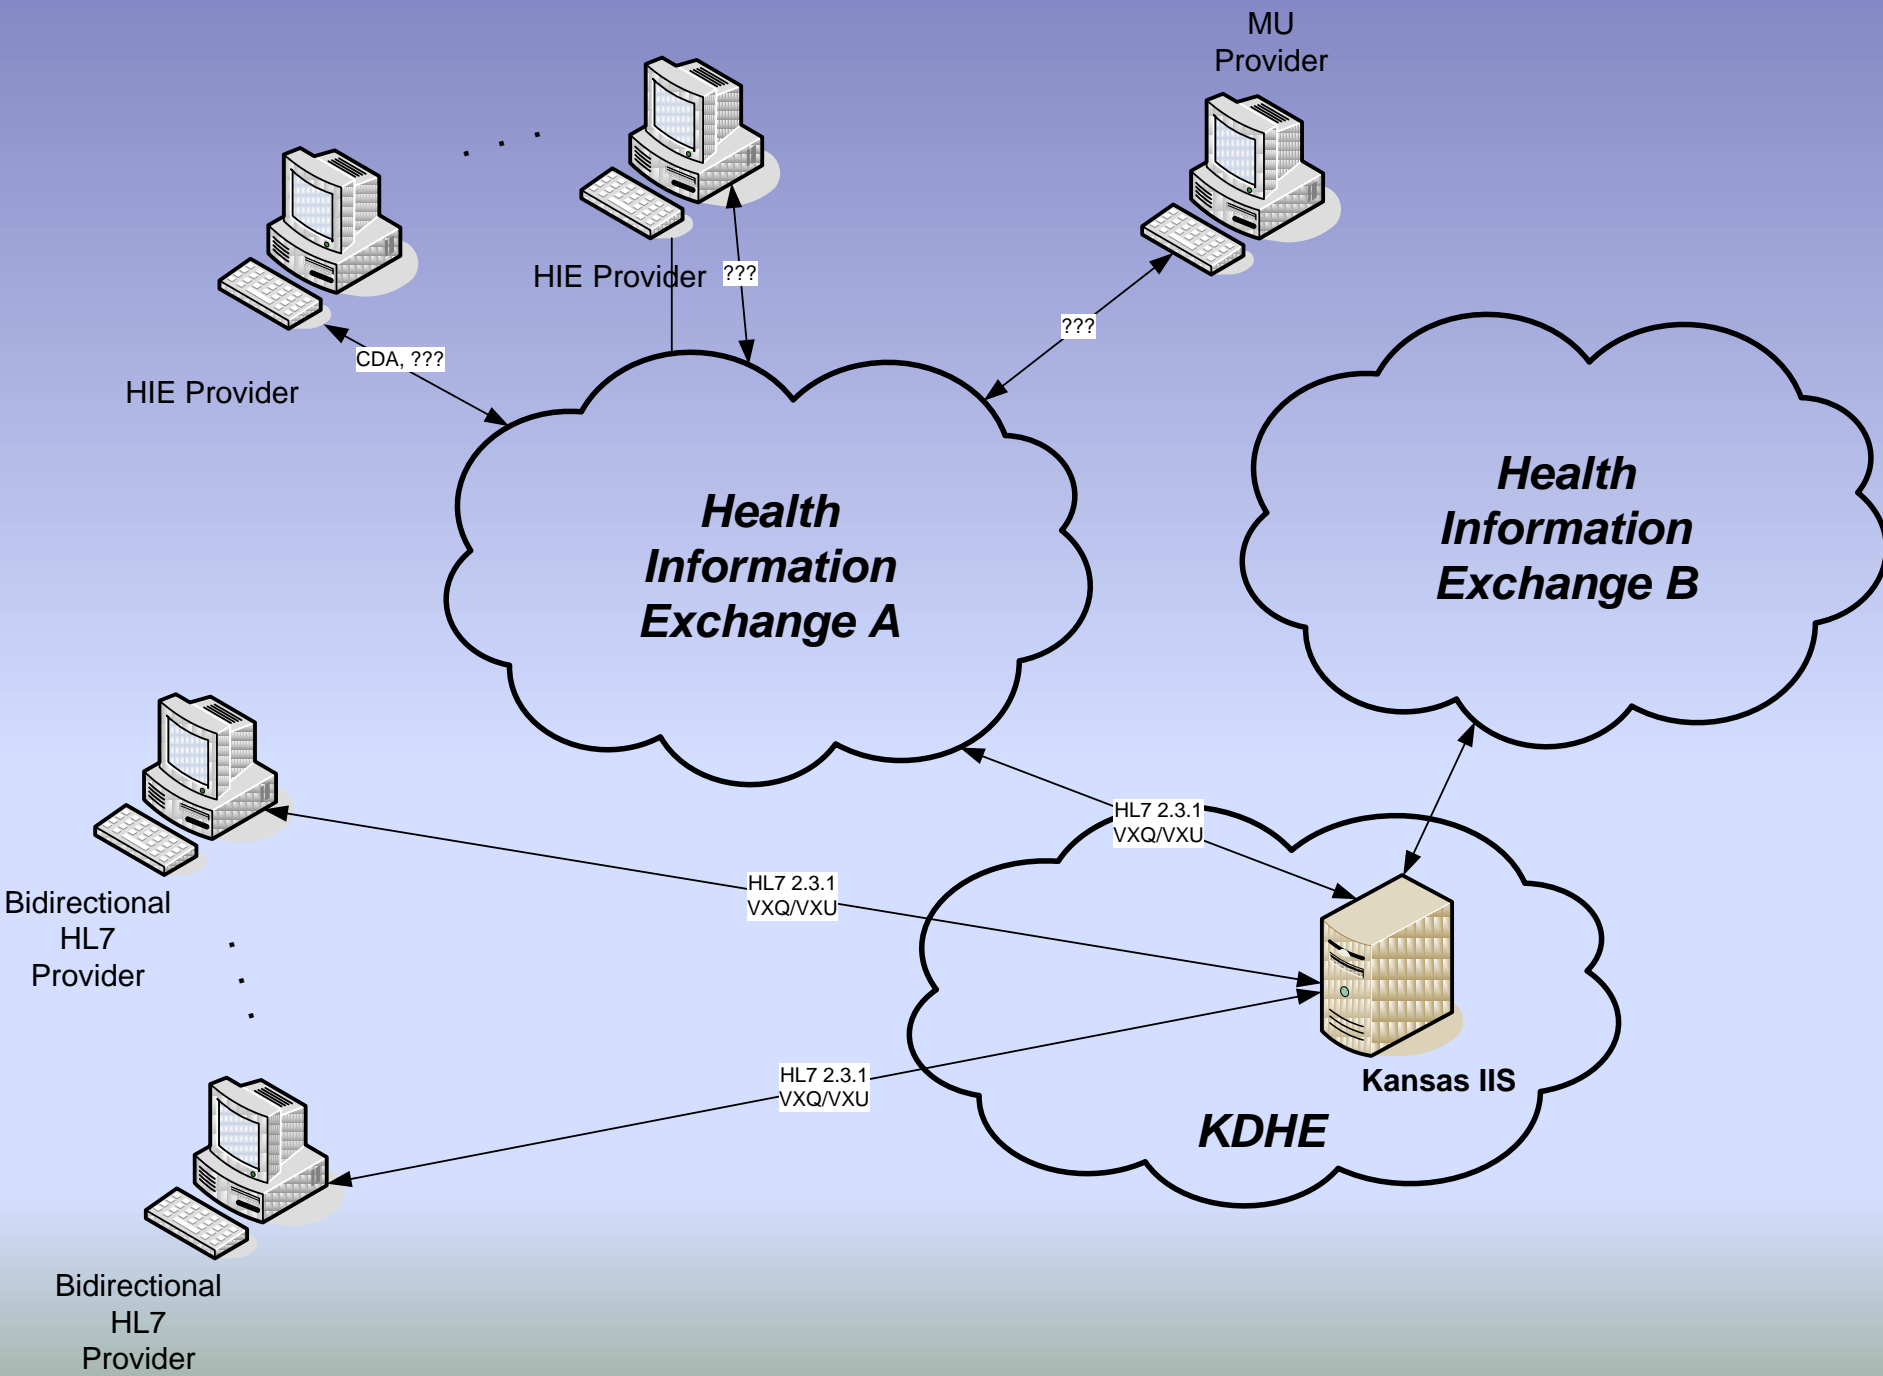 MU
Provider
HIE Provider
???
???
CDA, ???
HIE Provider
Health
Information
Exchange A
Health
Information
Exchange B
HL7 2.3.1
VXQ/VXU
HL7 2.3.1
VXQ/VXU
Bidirectional
HL7
Provider
HL7 2.3.1
VXQ/VXU
Kansas IIS
KDHE
Bidirectional
HL7
Provider